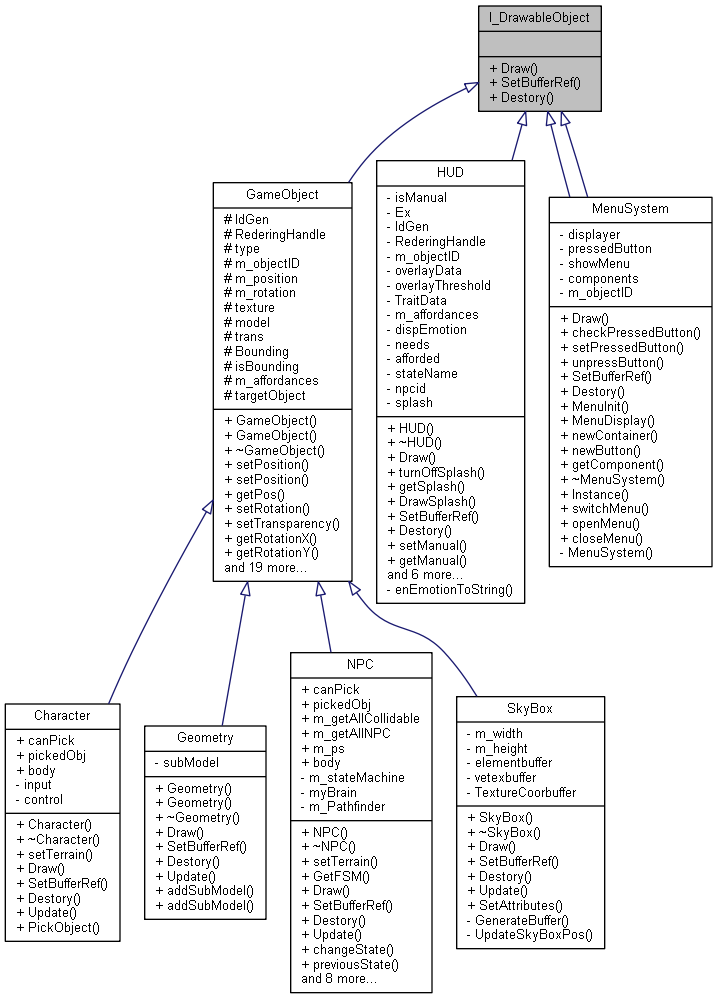 I_DrawableObject
+ Draw()
+ SetBufferRef()
+ Destory()
GameObject
# IdGen
# RederingHandle
# type
# m_objectID
# m_position
# m_rotation
# texture
# model
# trans
# Bounding
# isBounding
# m_affordances
# targetObject
+ GameObject()
+ GameObject()
+ ~GameObject()
+ setPosition()
+ setPosition()
+ getPos()
+ setRotation()
+ setTransparency()
+ getRotationX()
+ getRotationY()
and 19 more...
HUD
- isManual
- Ex
- IdGen
- RederingHandle
- m_objectID
- overlayData
- overlayThreshold
- TraitData
- m_affordances
- dispEmotion
- needs
- afforded
- stateName
- npcid
- splash
+ HUD()
+ ~HUD()
+ Draw()
+ turnOffSplash()
+ getSplash()
+ DrawSplash()
+ SetBufferRef()
+ Destory()
+ setManual()
+ getManual()
and 6 more...
- enEmotionToString()
MenuSystem
- displayer
- pressedButton
- showMenu
- components
- m_objectID
+ Draw()
+ checkPressedButton()
+ setPressedButton()
+ unpressButton()
+ SetBufferRef()
+ Destory()
+ MenuInit()
+ MenuDisplay()
+ newContainer()
+ newButton()
+ getComponent()
+ ~MenuSystem()
+ Instance()
+ switchMenu()
+ openMenu()
+ closeMenu()
- MenuSystem()
Character
+ canPick
+ pickedObj
+ body
- input
- control
+ Character()
+ ~Character()
+ setTerrain()
+ Draw()
+ SetBufferRef()
+ Destory()
+ Update()
+ PickObject()
Geometry
- subModel
+ Geometry()
+ Geometry()
+ ~Geometry()
+ Draw()
+ SetBufferRef()
+ Destory()
+ Update()
+ addSubModel()
+ addSubModel()
NPC
+ canPick
+ pickedObj
+ m_getAllCollidable
+ m_getAllNPC
+ m_ps
+ body
- m_stateMachine
- myBrain
- m_Pathfinder
+ NPC()
+ ~NPC()
+ setTerrain()
+ GetFSM()
+ Draw()
+ SetBufferRef()
+ Destory()
+ Update()
+ changeState()
+ previousState()
and 8 more...
SkyBox
- m_width
- m_height
- elementbuffer
- vetexbuffer
- TextureCoorbuffer
+ SkyBox()
+ ~SkyBox()
+ Draw()
+ SetBufferRef()
+ Destory()
+ Update()
+ SetAttributes()
- GenerateBuffer()
- UpdateSkyBoxPos()